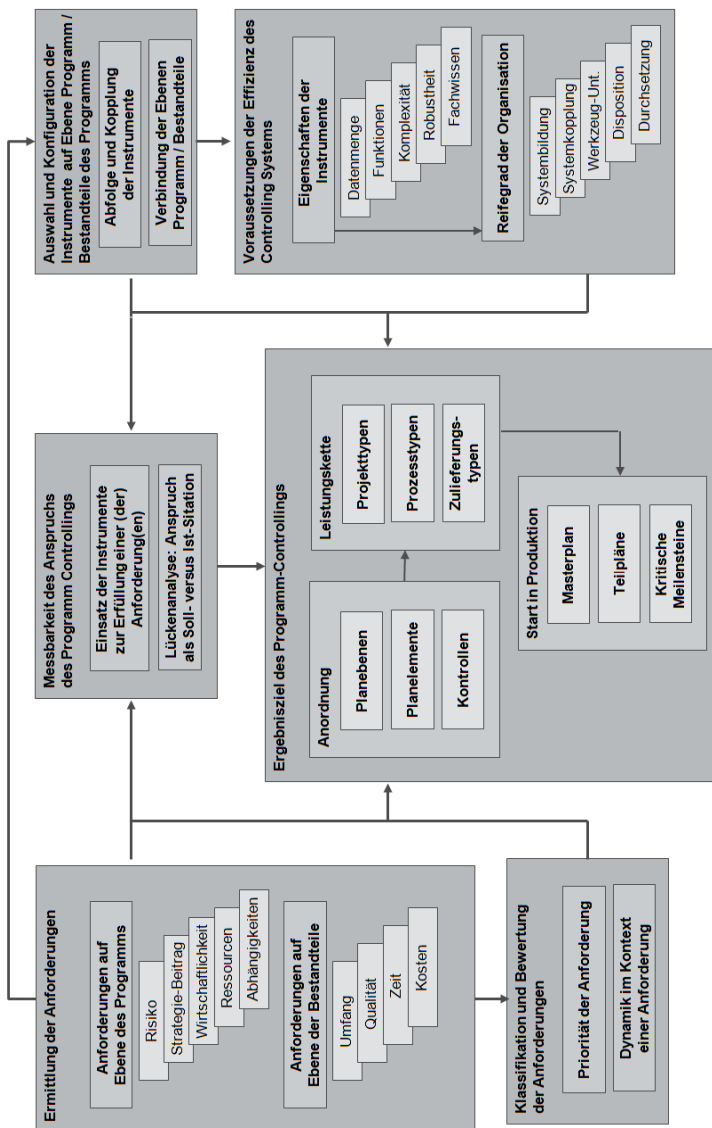 Ermittlung der Anforderungen
Anforderungen auf
Ebene des Programms
Risiko
Strategie-Beitrag
Wirtschaftlichkeit
Ressourcen
Abhängigkeiten
Anforderungen auf
Ebene der Bestandteile
Umfang
Qualität
Zeit
Kosten
Klassifikation und Bewertung
der Anforderungen
Priorität der Anforderung
Dynamik im Kontext
einer Anforderung
Messbarkeit des Anspruchs
des Programm Controllings
Einsatz der Instrumente
zur Erfüllung einer (der)
Anforderung(en)
Lückenanalyse: Anspruch
als Soll- versus Ist-Sitation
Ergebnisziel des Programm-Controllings
Anordnung
Planebenen
Planelemente
Kontrollen
Leistungskette
Projekttypen
Prozesstypen
Zulieferungs-
typen
Start in Produktion
Masterplan
Teilpläne
Kritische
Meilensteine
Auswahl und Konfiguration der
Instrumente auf Ebene Programm /
Bestandteile des Programms
Abfolge und Kopplung
der Instrumente
Verbindung der Ebenen
Programm / Bestandteile
Voraussetzungen der Effizienz des
Controlling Systems
Eigenschaften der
Instrumente
Datenmenge
Funktionen
Komplexität
Robustheit
Fachwissen
Reifegrad der Organisation
Systembildung
Systemkopplung
Werkzeug-Unt.
Disposition
Durchsetzung